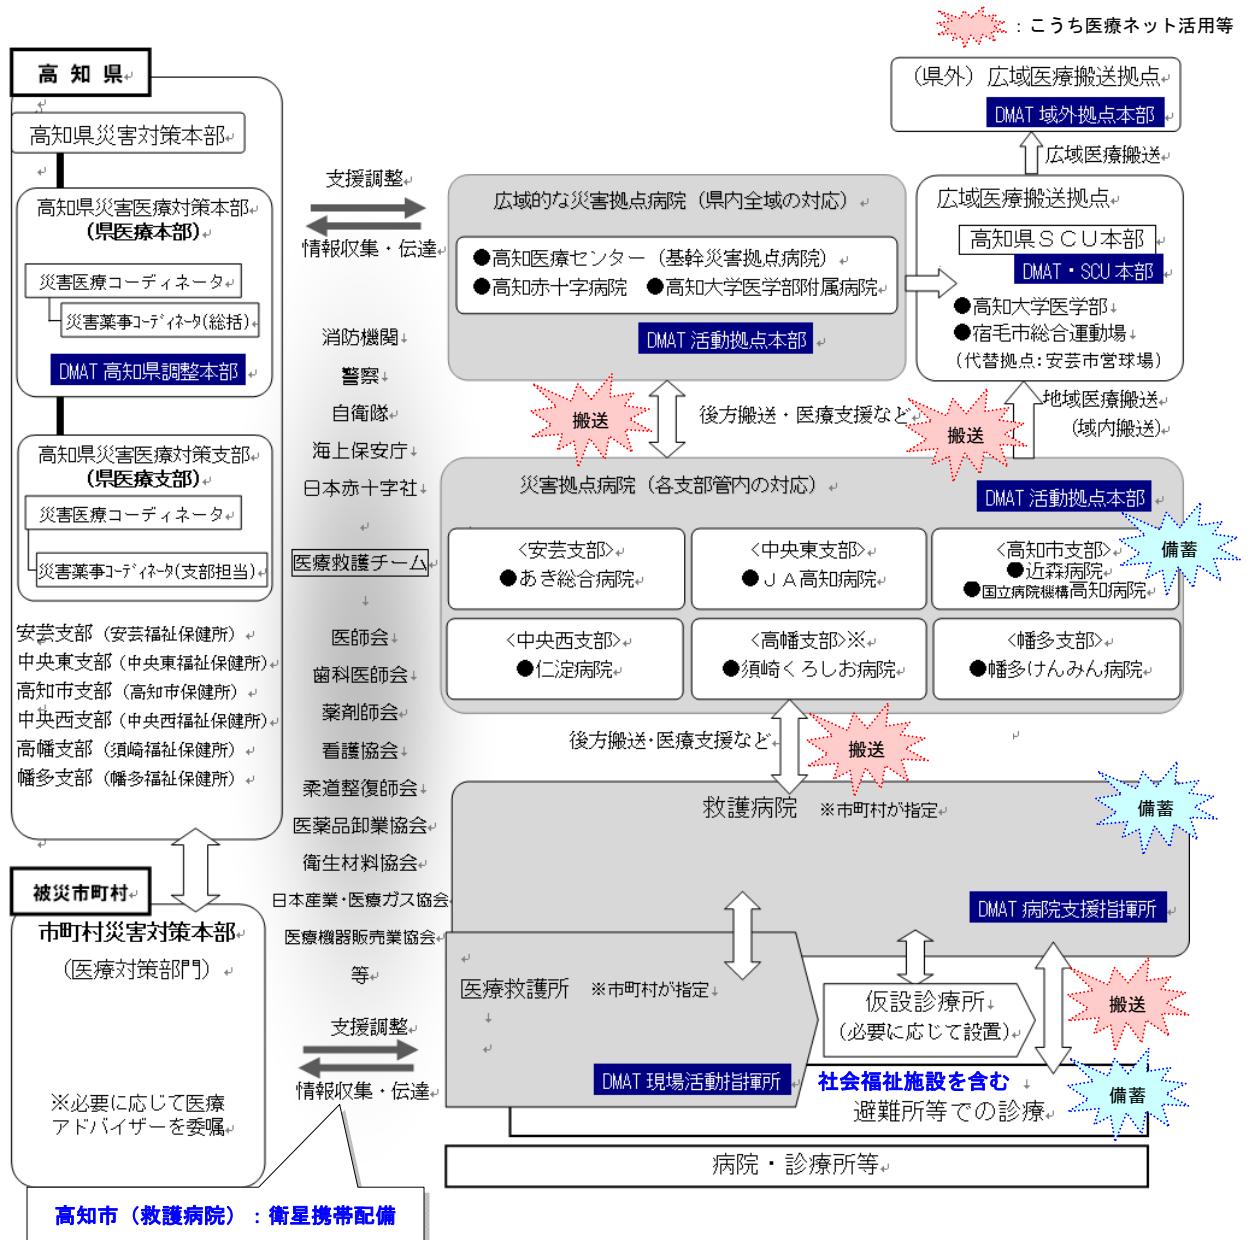 ：こうち医療ネット活用等
高 知 県
高知県災害対策本部
高知県災害医療対策本部
（県医療本部）
災害医療コーディネータ
災害薬事ｺｰﾃﾞｨﾈｰﾀ(総括)
DMAT 高知県調整本部
高知県災害医療対策支部
（県医療支部）
災害医療コーディネータ
災害薬事ｺｰﾃﾞｨﾈｰﾀ(支部担当)
安芸支部（安芸福祉保健所）
中央東支部（中央東福祉保健所）
高知市支部（高知市保健所）
中央西支部（中央西福祉保健所）
高幡支部（須崎福祉保健所）
幡多支部（幡多福祉保健所）
被災市町村
市町村災害対策本部
（医療対策部門）
※必要に応じて医療
アドバイザーを委嘱
高知市（救護病院）：衛星携帯配備
支援調整
情報収集・伝達
消防機関
警察
自衛隊
海上保安庁
日本赤十字社
医療救護チーム
医師会
歯科医師会
薬剤師会
看護協会
柔道整復師会
医薬品卸業協会
衛生材料協会
日本産業・医療ガス協会
医療機器販売業協会
等
支援調整
情報収集・伝達
（県外）広域医療搬送拠点
DMAT 域外拠点本部
広域医療搬送
広域医療搬送拠点
高知県ＳＣＵ本部
DMAT・SCU 本部
●高知大学医学部
●宿毛市総合運動場
（代替拠点：安芸市営球場）
地域医療搬送
（域内搬送）
搬送
広域的な災害拠点病院（県内全域の対応）
●高知医療センター（基幹災害拠点病院）
●高知赤十字病院　●高知大学医学部附属病院
DMAT 活動拠点本部
搬送
後方搬送・医療支援など
災害拠点病院（各支部管内の対応）
DMAT 活動拠点本部
備蓄
〈安芸支部〉
●あき総合病院
〈中央東支部〉
●ＪＡ高知病院
〈高知市支部〉
●近森病院
●国立病院機構高知病院
〈中央西支部〉
●仁淀病院
〈高幡支部〉※
●須崎くろしお病院
〈幡多支部〉
●幡多けんみん病院
後方搬送・医療支援など
搬送
救護病院　※市町村が指定
備蓄
DMAT 病院支援指揮所
医療救護所　※市町村が指定
DMAT 現場活動指揮所
仮設診療所
（必要に応じて設置）
搬送
社会福祉施設を含む
避難所等での診療
備蓄
病院・診療所等